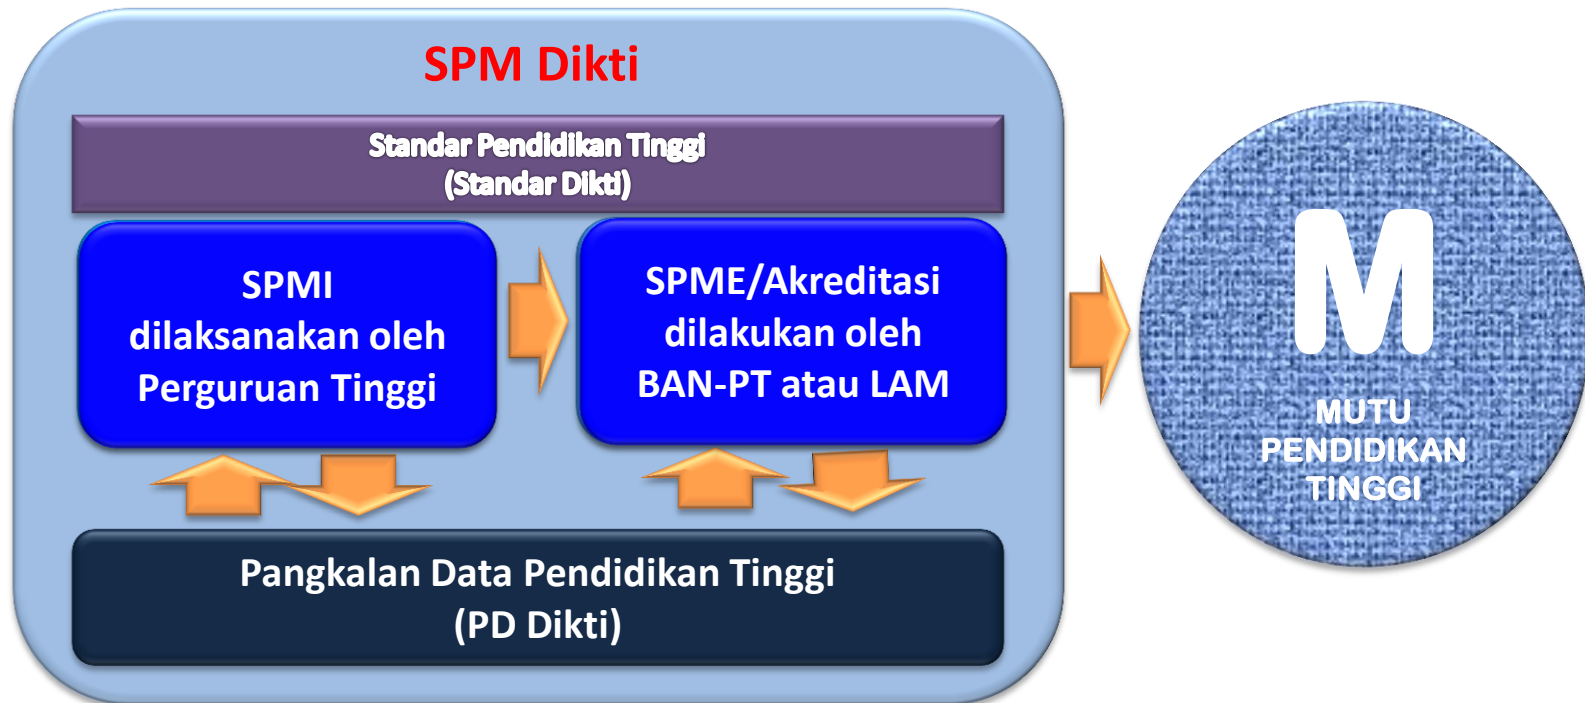 SPM Dikti
Standar Pendidikan Tinggi
(Standar Dikti)
SPMI
dilaksanakan oleh
Perguruan Tinggi
SPME/Akreditasi
dilakukan oleh
BAN-PT atau LAM
Pangkalan Data Pendidikan Tinggi
(PD Dikti)
M
MUTU
PENDIDIKAN
TINGGI